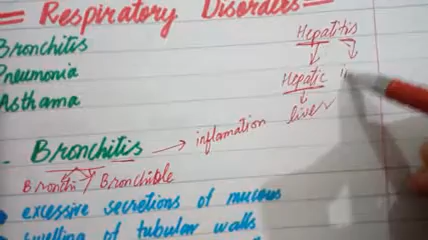 = Respiratory Disorders =
Bronchitis
Pneumonia
Asthama
Hepatitis
Hepatic
liver
Bronchitis → inflamation
Bronchi / Bronchible
• excessive secretions of mucous
swelling of tubular walls